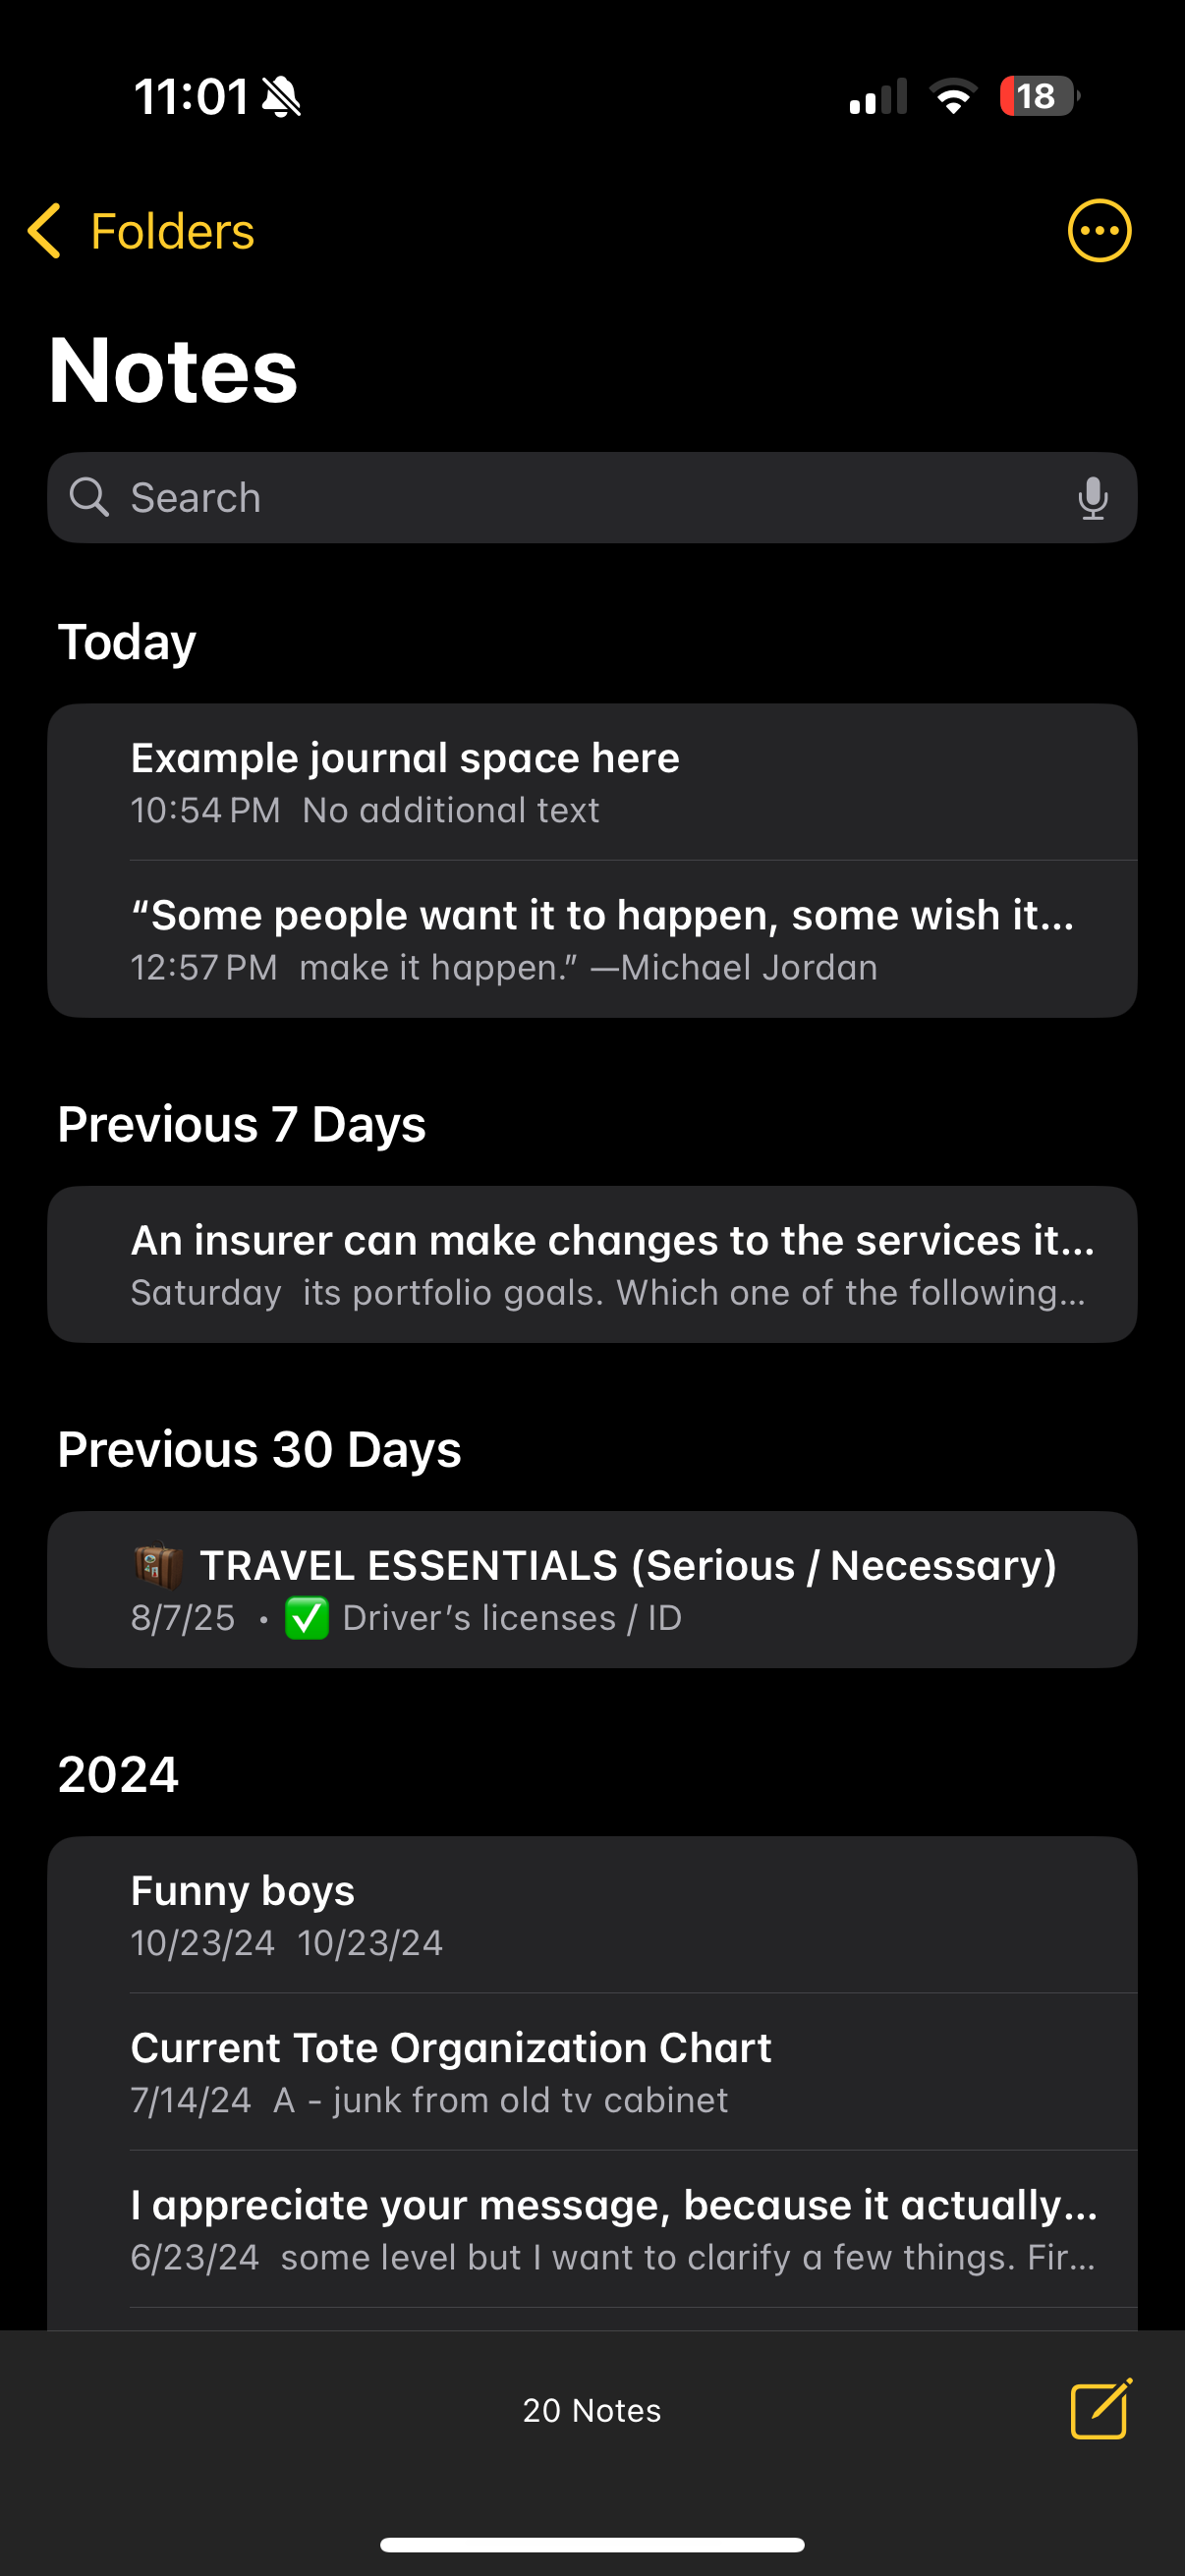 11:01
18
Folders
Notes
Search
Today
Example journal space here
10:54 PM No additional text
“Some people want it to happen, some wish it...
12:57 PM make it happen.” —Michael Jordan
Previous 7 Days
An insurer can make changes to the services it...
Saturday its portfolio goals. Which one of the following...
Previous 30 Days
🧳 TRAVEL ESSENTIALS (Serious / Necessary)
8/7/25 • ✅ Driver’s licenses / ID
2024
Funny boys
10/23/24 10/23/24
Current Tote Organization Chart
7/14/24 A - junk from old tv cabinet
I appreciate your message, because it actually...
6/23/24 some level but I want to clarify a few things. Fir...
20 Notes